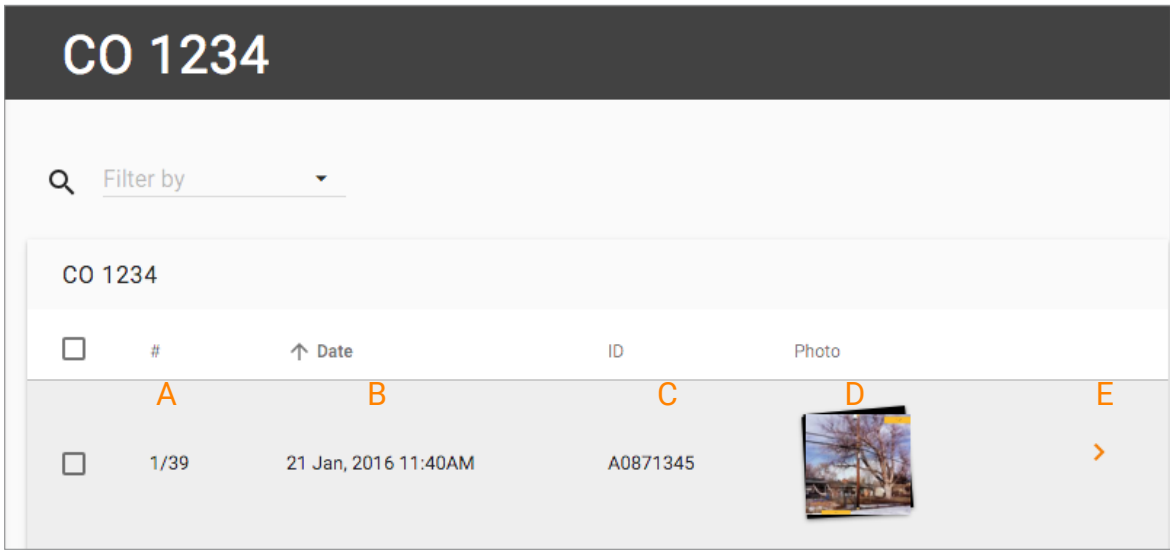 CO 1234
Filter by
CO 1234
# Date ID Photo
A B C D E
1/39 21 Jan, 2016 11:40AM A0871345